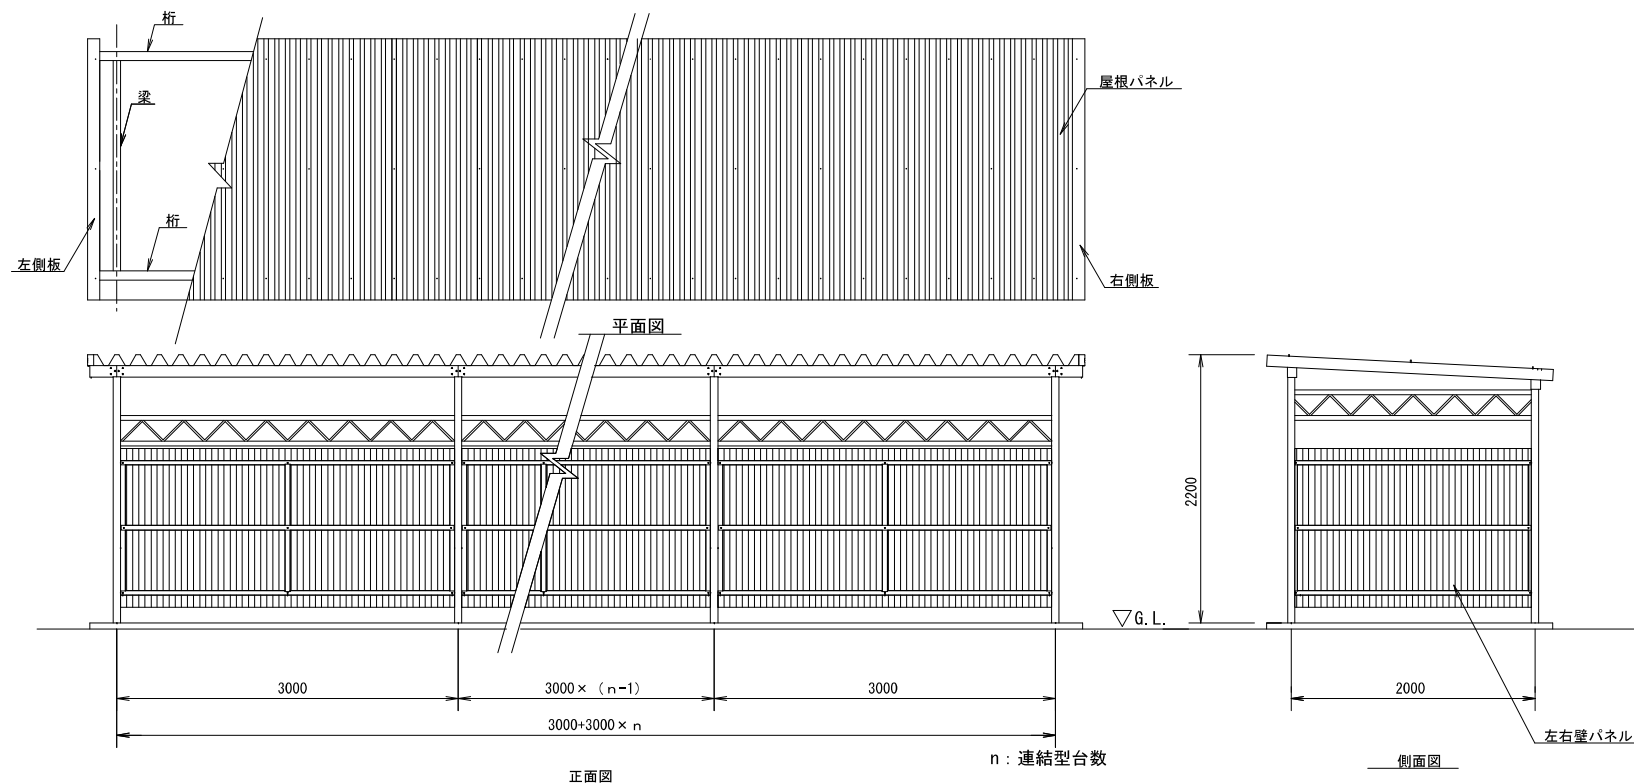 桁
梁
屋根パネル
桁
左側板
右側板
平面図
2200
▽G.L.
3000
3000×（n-1）
3000
2000
3000+3000×n
左右壁パネル
n：連結型台数
側面図
正面図